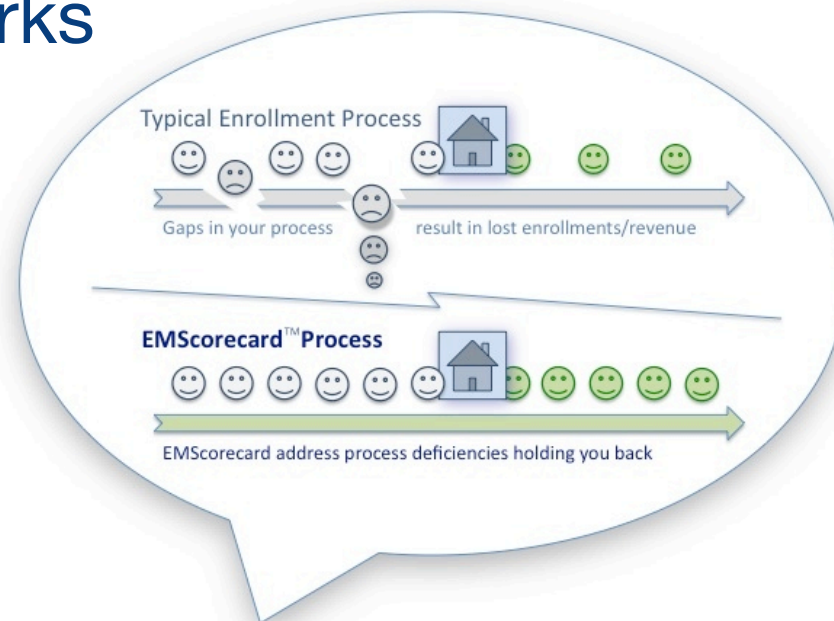 rks
Typical Enrollment Process
Gaps in your process result in lost enrollments/revenue
EMScorecard™Process
EMScorecard address process deficiencies holding you back